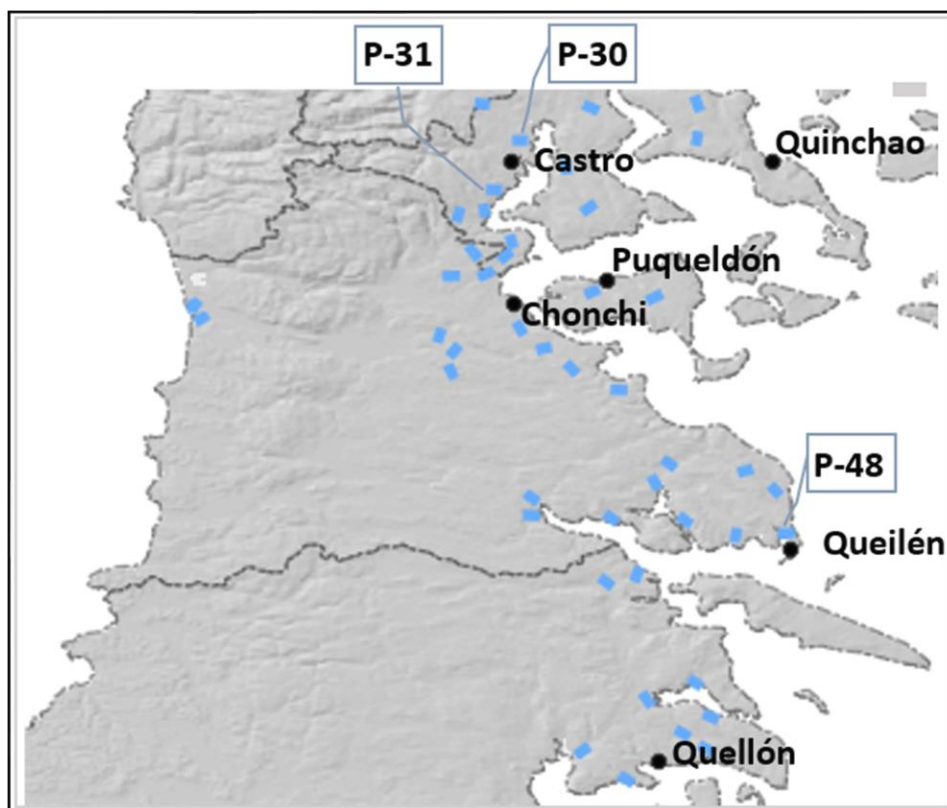 P-31
P-30
Castro
Quinchao
Puqueldón
Chonchi
P-48
Queilén
Quellón